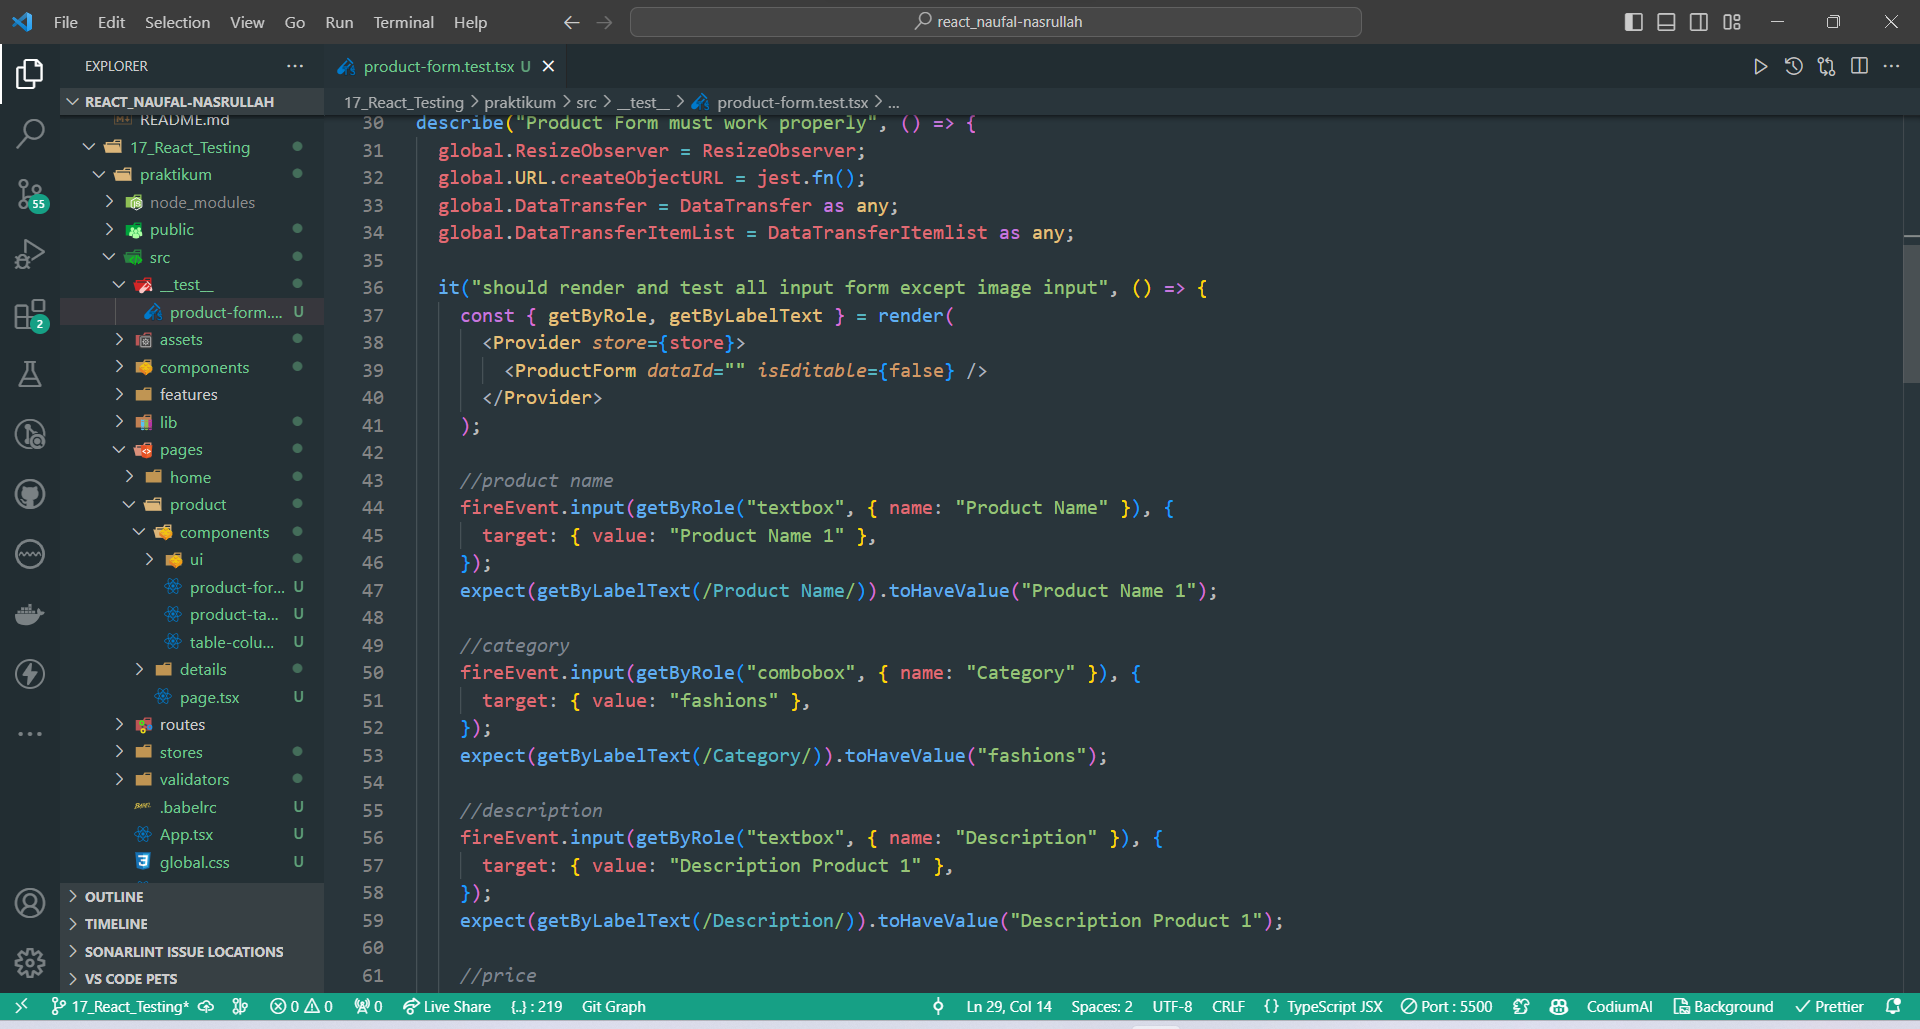 File Edit Selection View Go Run Terminal Help
react_naufal-nasrullah
EXPLORER
product-form.test.tsx U
REACT_NAUFAL-NASRULLAH
17_React_Testing > praktikum > src > __test__ > product-form.test.tsx > ...
README.md
17_React_Testing
praktikum
node_modules
public
src
__test__
product-form.... U
assets
components
features
lib
pages
home
product
components
ui
product-for... U
product-ta... U
table-colu... U
details
page.tsx U
routes
stores
validators
.babelrc U
App.tsx U
global.css U
OUTLINE
TIMELINE
SONARLINT ISSUE LOCATIONS
VS CODE PETS
55
2
30 describe("Product Form must work properly", () => {
31 global.ResizeObserver = ResizeObserver;
32 global.URL.createObjectURL = jest.fn();
33 global.DataTransfer = DataTransfer as any;
34 global.DataTransferItemList = DataTransferItemlist as any;
35
36 it("should render and test all input form except image input", () => {
37 const { getByRole, getByLabelText } = render(
38 <Provider store={store}>
39 <ProductForm dataId="" isEditable={false} />
40 </Provider>
41 );
42
43 //product name
44 fireEvent.input(getByRole("textbox", { name: "Product Name" }), {
45 target: { value: "Product Name 1" },
46 });
47 expect(getByLabelText(/Product Name/)).toHaveValue("Product Name 1");
48
49 //category
50 fireEvent.input(getByRole("combobox", { name: "Category" }), {
51 target: { value: "fashions" },
52 });
53 expect(getByLabelText(/Category/)).toHaveValue("fashions");
54
55 //description
56 fireEvent.input(getByRole("textbox", { name: "Description" }), {
57 target: { value: "Description Product 1" },
58 });
59 expect(getByLabelText(/Description/)).toHaveValue("Description Product 1");
60
61 //price
17_React_Testing* 0 0 0 Live Share {..} : 219 Git Graph Ln 29, Col 14 Spaces: 2 UTF-8 CRLF {} TypeScript JSX Port : 5500 CodiumAI Background Prettier